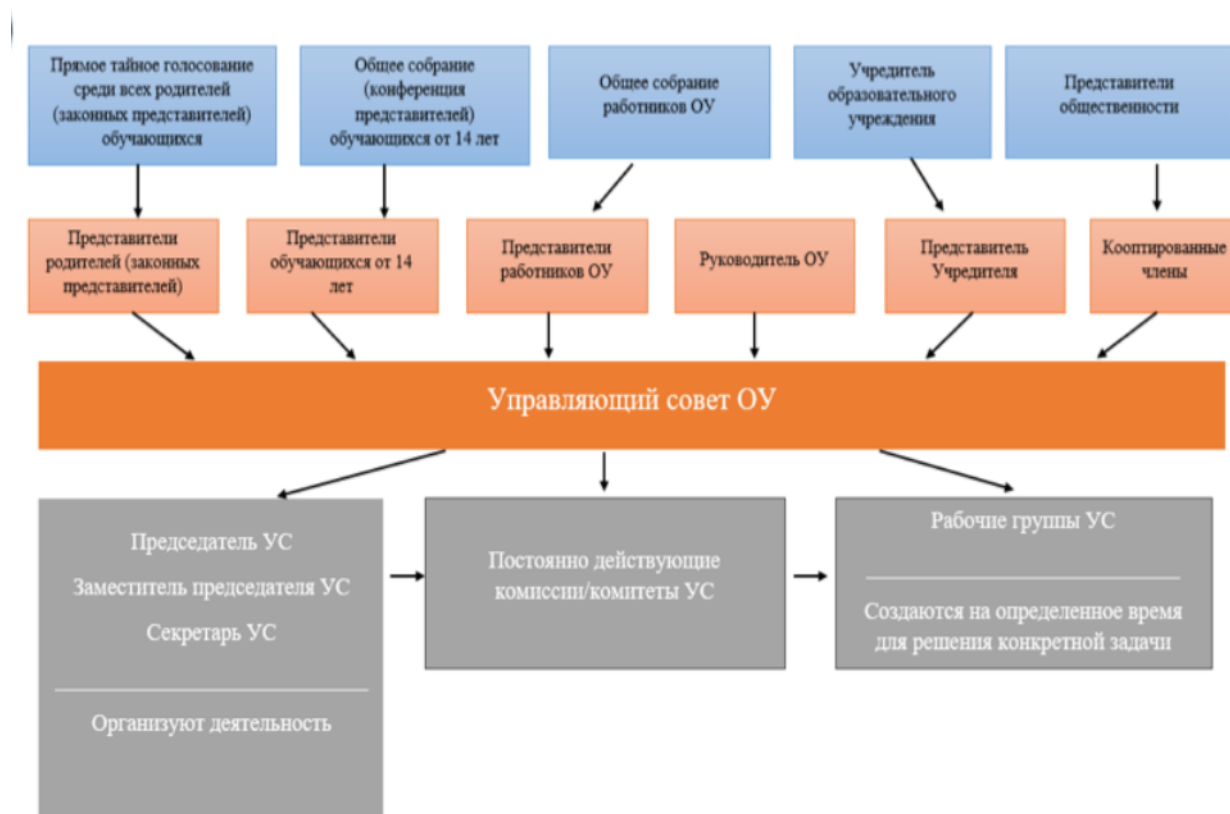 Прямое тайное голосование
среди всех родителей
(законных представителей)
обучающихся
Общее собрание
(конференция
представителей)
обучающихся от 14 лет
Общее собрание
работников ОУ
Учредитель
образовательного
учреждения
Представители
общественности
Представители
родителей (законных
представителей)
Представители
обучающихся от 14
лет
Представители
работников ОУ
Руководитель ОУ
Представитель
Учредителя
Кооптированные
члены
Управляющий совет ОУ
Председатель УС
Заместитель председателя УС
Секретарь УС
Организуют деятельность
Постоянно действующие
комиссии/комитеты УС
Рабочие группы УС
Создаются на определенное время
для решения конкретной задачи